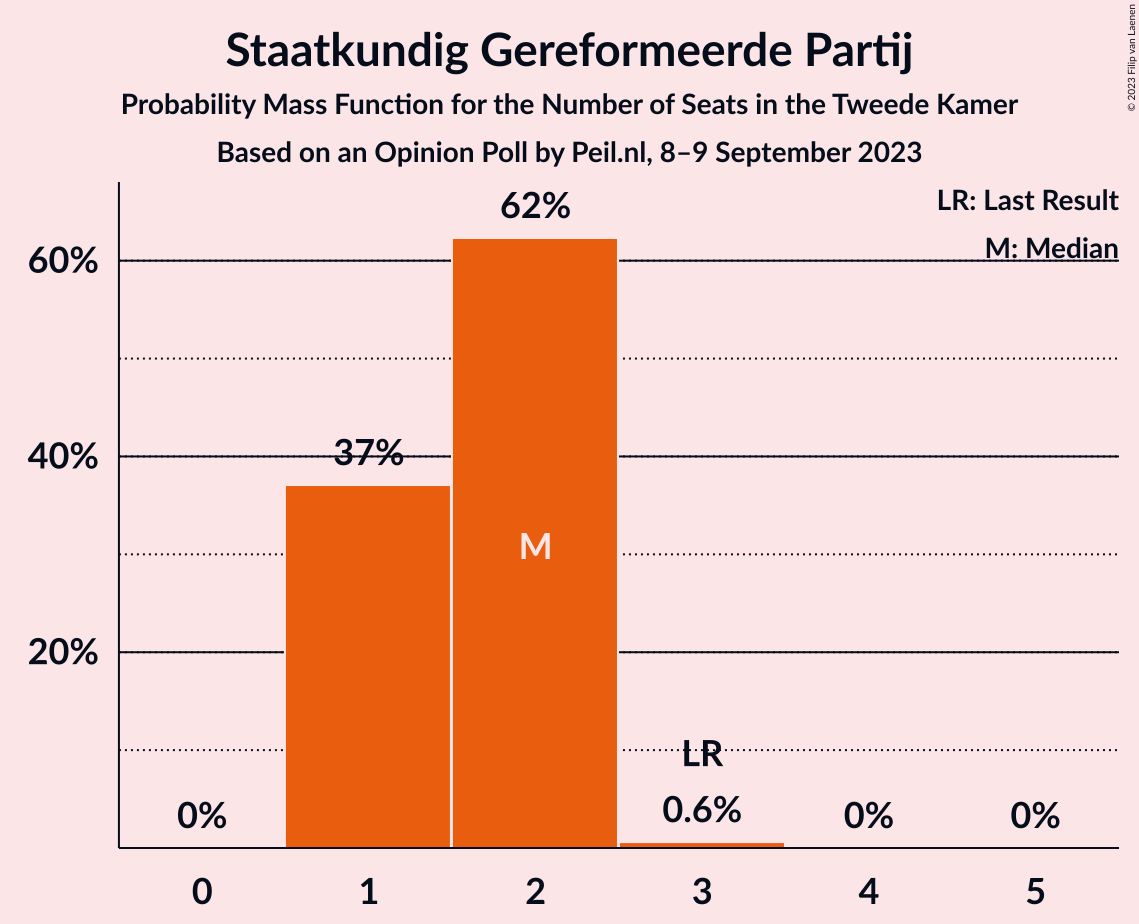 Staatkundig Gereformeerde Partij
Probability Mass Function for the Number of Seats in the Tweede Kamer
Based on an Opinion Poll by Peil.nl, 8–9 September 2023
© 2023 Filip van Laenen
LR: Last Result
M: Median
62%
60%
37%
40%
M
20%
LR
0%
0.6%
0%
0%
0 1 2 3 4 5